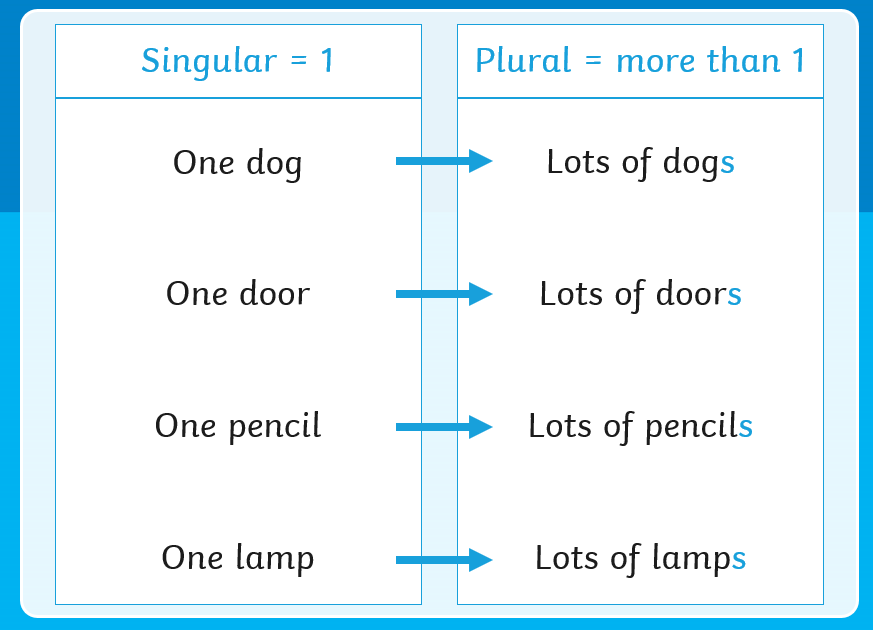 Singular = 1
Plural = more than 1
One dog
Lots of dogs
One door
Lots of doors
One pencil
Lots of pencils
One lamp
Lots of lamps